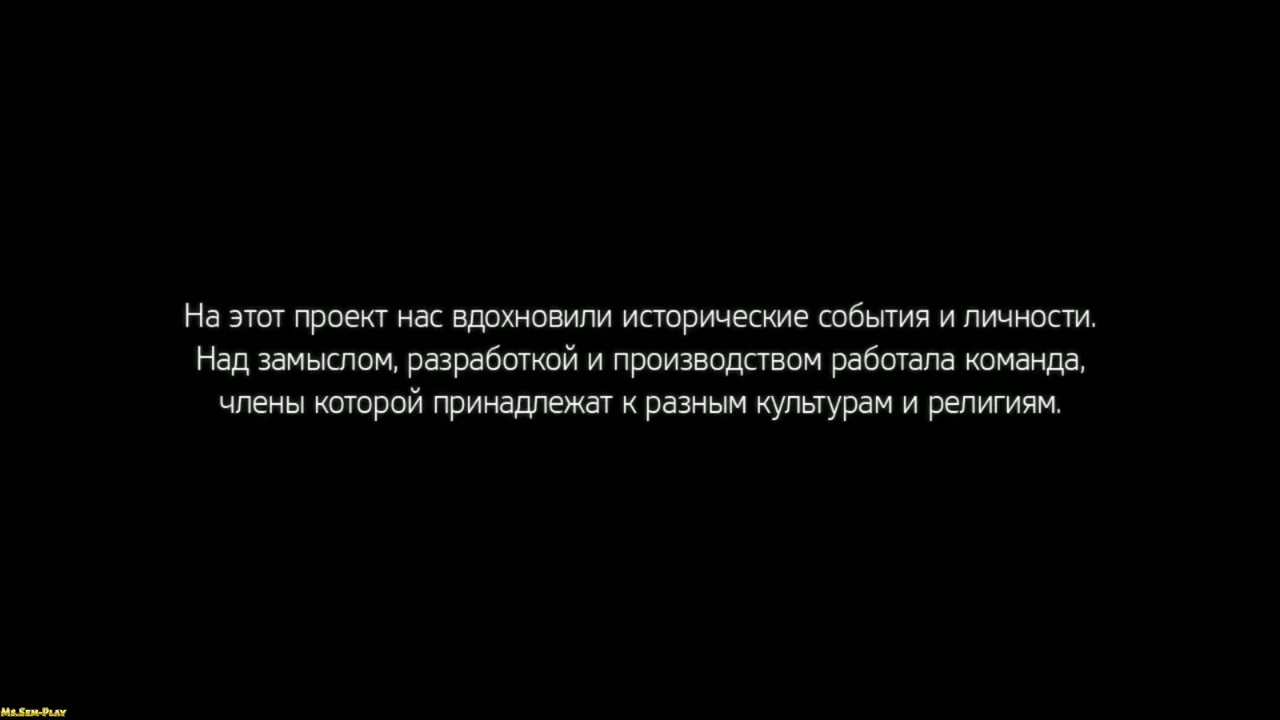 На этот проект нас вдохновили исторические события и личности.
Над замыслом, разработкой и производством работала команда,
члены которой принадлежат к разным культурам и религиям.
Ms.Sem-Play